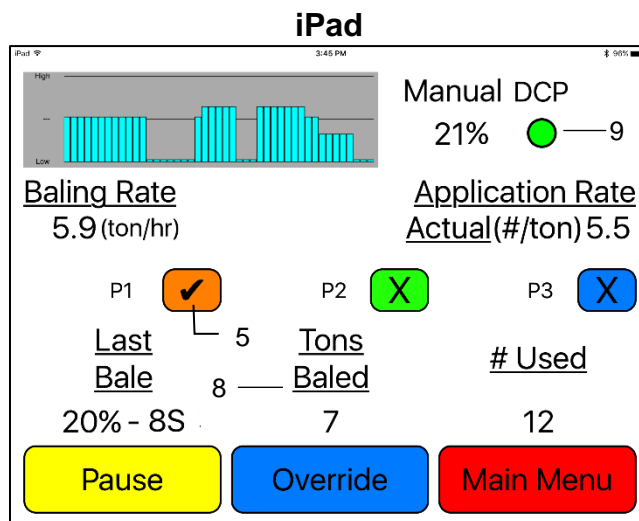 iPad
iPad 3:45 PM 96%
High
---
Low
Manual DCP
21% 9
Baling Rate
5.9 (ton/hr)
Application Rate
Actual(#/ton) 5.5
P1 ✔ P2 X P3 X
5
Last Bale
8
Tons Baled
# Used
20% - 8S 7 12
Pause Override Main Menu